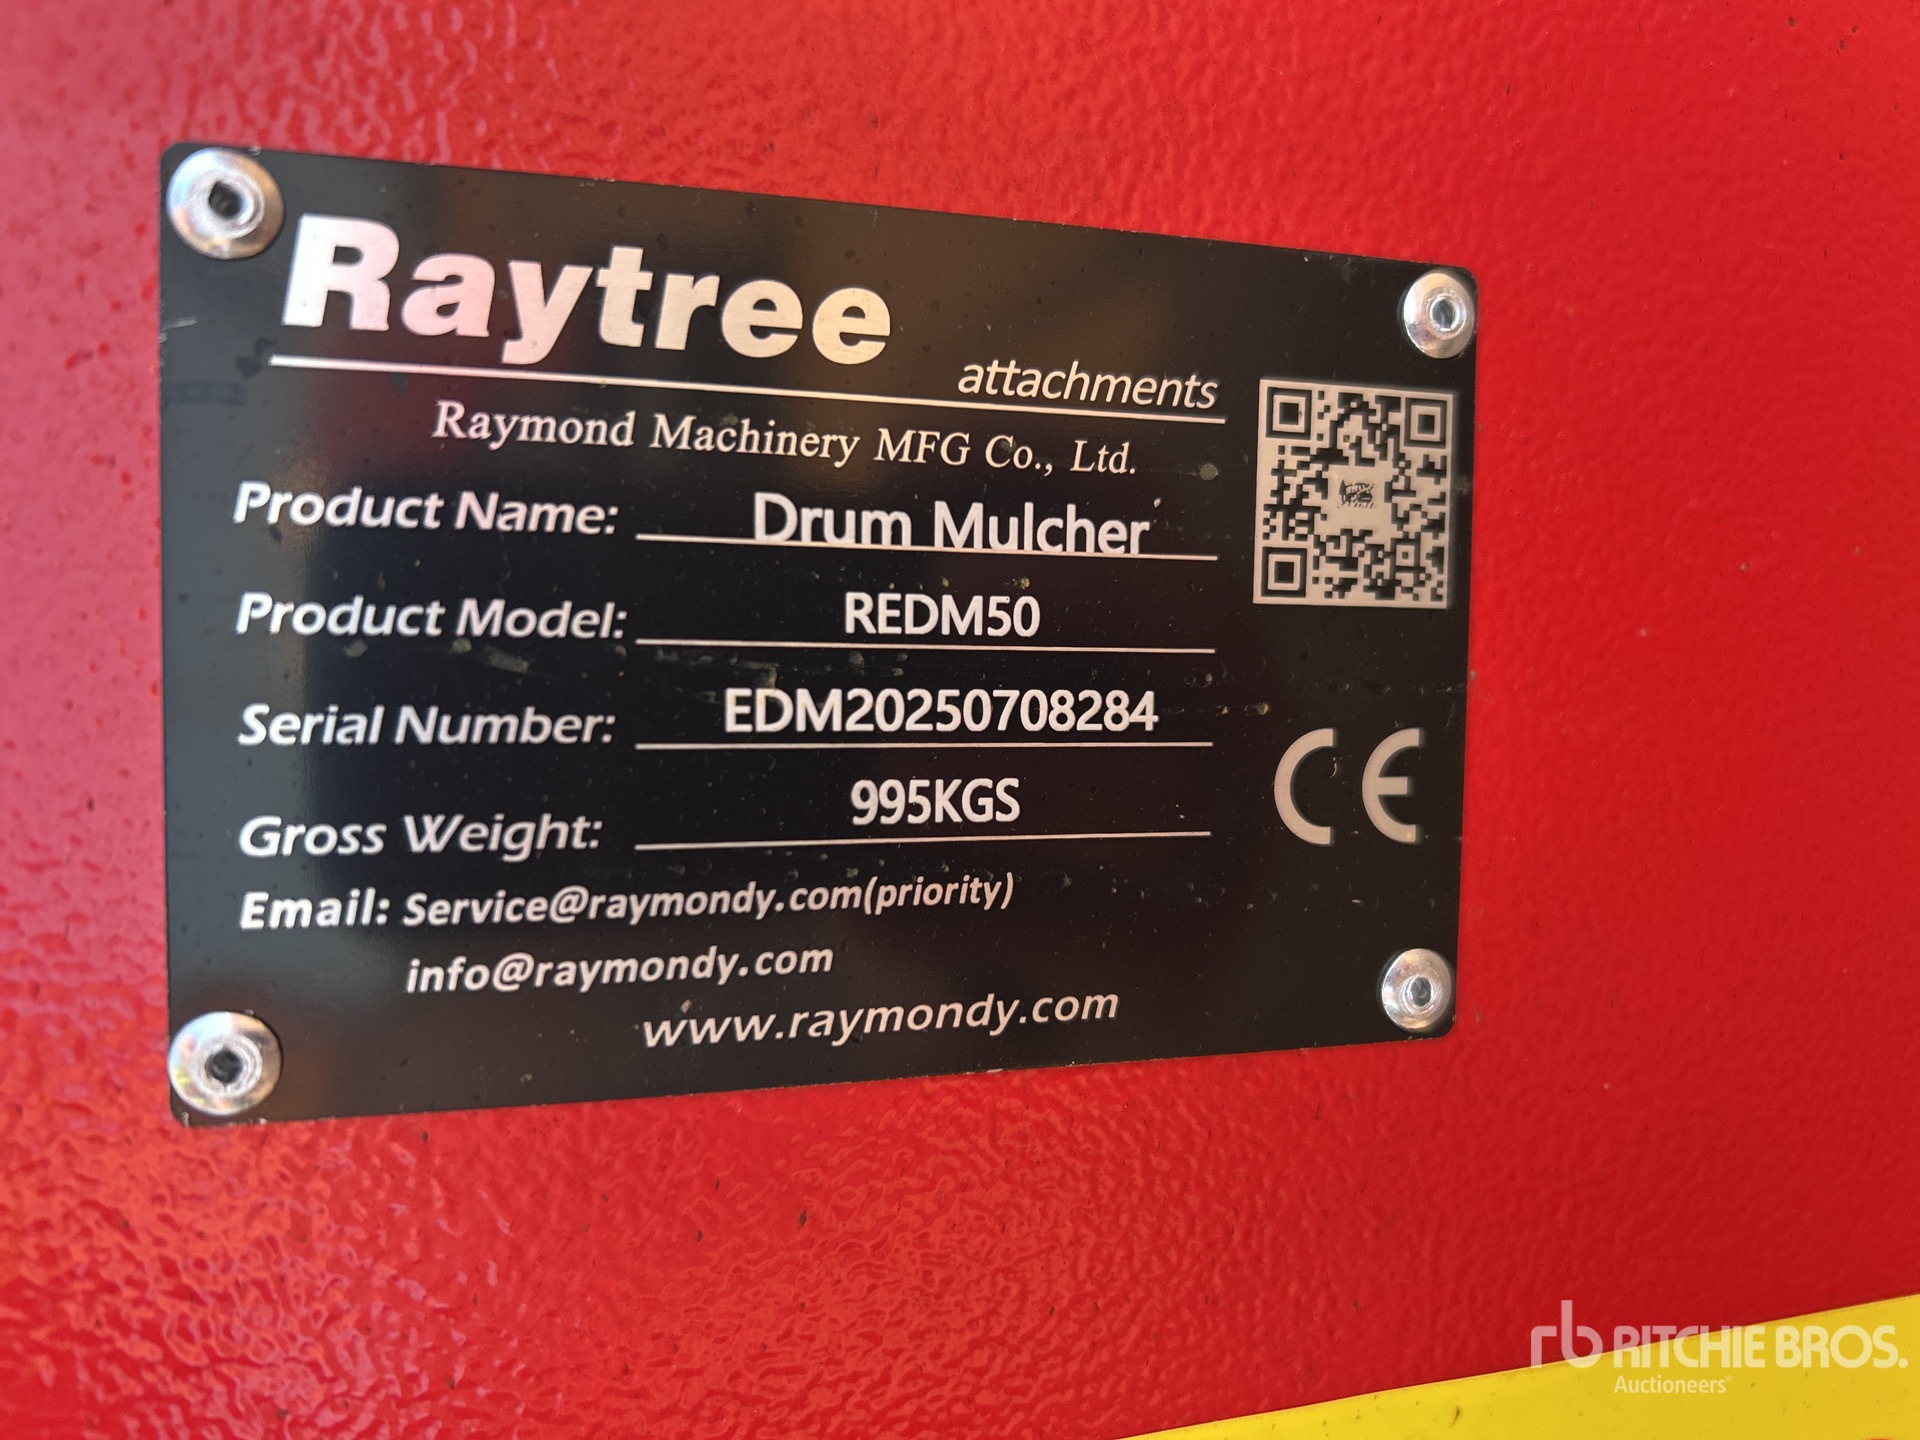 Raytree
attachments
Raymond Machinery MFG Co., Ltd.
Product Name: Drum Mulcher
Product Model: REDM50
Serial Number: EDM20250708284
Gross Weight: 995KGS
CE
Email: Service@raymondy.com(priority)
info@raymondy.com
www.raymondy.com
rb RITCHIE BROS.
Auctioneers